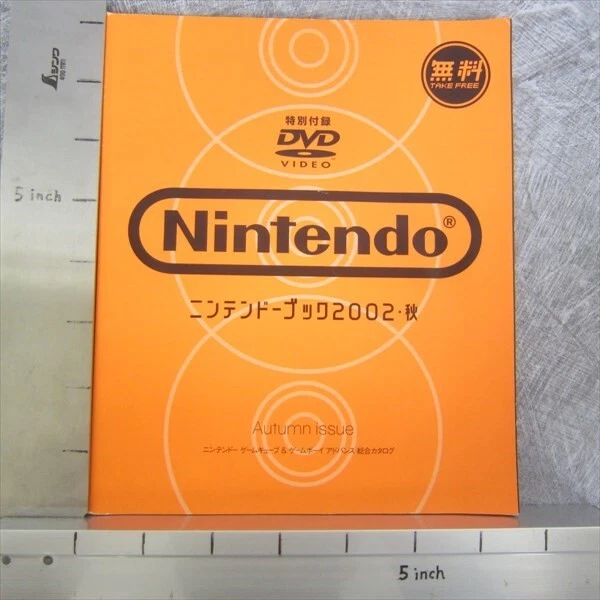 シンワ
無料
TAKE FREE
特別付録
DVD
VIDEO
5 inch
Nintendo®
ニンテンドーブック2002・秋
Autumn issue
ニンテンドー ゲームキューブ & ゲームボーイ アドバンス 総合カタログ
5 inch